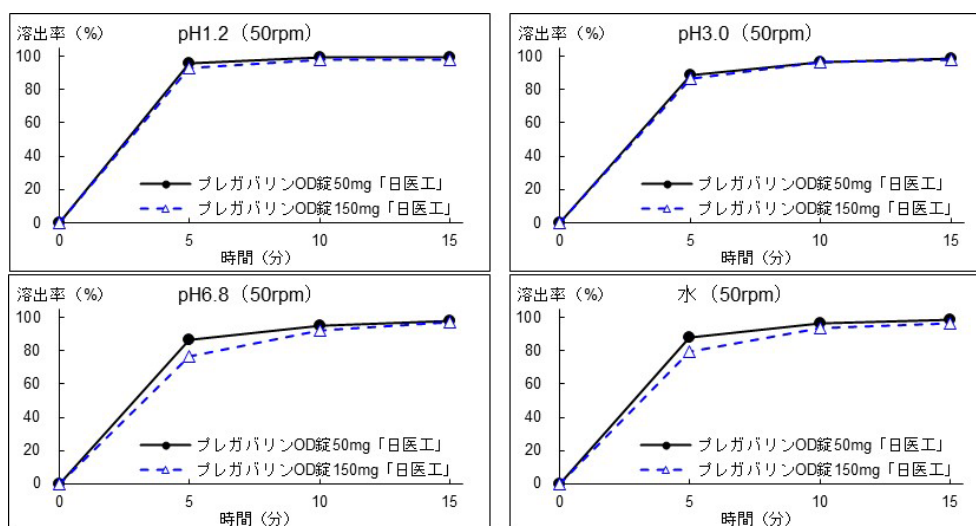 溶出率（%） pH1.2（50rpm）
100
80
60
40
20
0
プレガバリンOD錠50mg「日医工」
プレガバリンOD錠150mg「日医工」
0 5 10 15
時間（分）
溶出率（%） pH3.0（50rpm）
100
80
60
40
20
0
プレガバリンOD錠50mg「日医工」
プレガバリンOD錠150mg「日医工」
0 5 10 15
時間（分）
溶出率（%） pH6.8（50rpm）
100
80
60
40
20
0
プレガバリンOD錠50mg「日医工」
プレガバリンOD錠150mg「日医工」
0 5 10 15
時間（分）
溶出率（%） 水（50rpm）
100
80
60
40
20
0
プレガバリンOD錠50mg「日医工」
プレガバリンOD錠150mg「日医工」
0 5 10 15
時間（分）